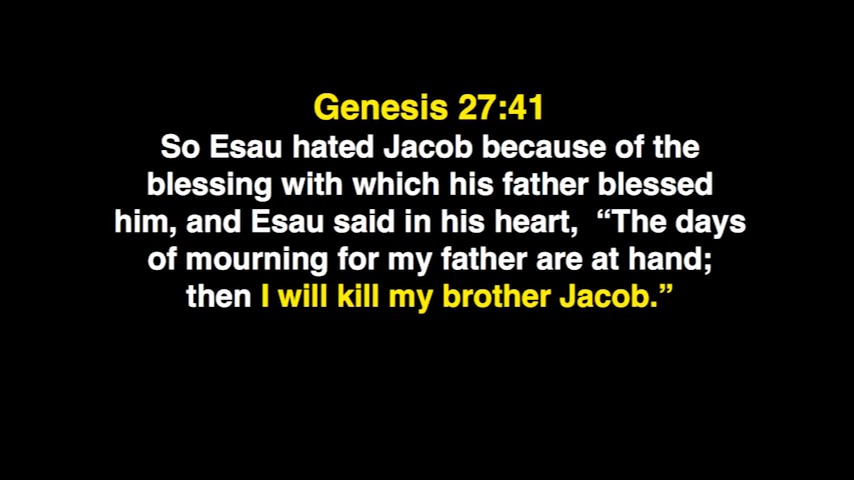 Genesis 27:41
So Esau hated Jacob because of the
blessing with which his father blessed
him, and Esau said in his heart,  “The days
of mourning for my father are at hand;
then I will kill my brother Jacob.”